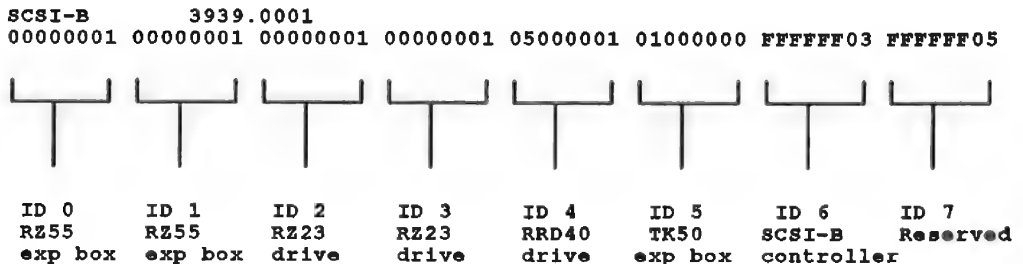 SCSI-B 3939.0001
00000001 00000001 00000001 00000001 05000001 01000000 FFFFFF03 FFFFFF05
ID 0 ID 1 ID 2 ID 3 ID 4 ID 5 ID 6 ID 7
RZ55 RZ55 RZ23 RZ23 RRD40 TK50 SCSI-B Reserved
exp box exp box drive drive drive exp box controller